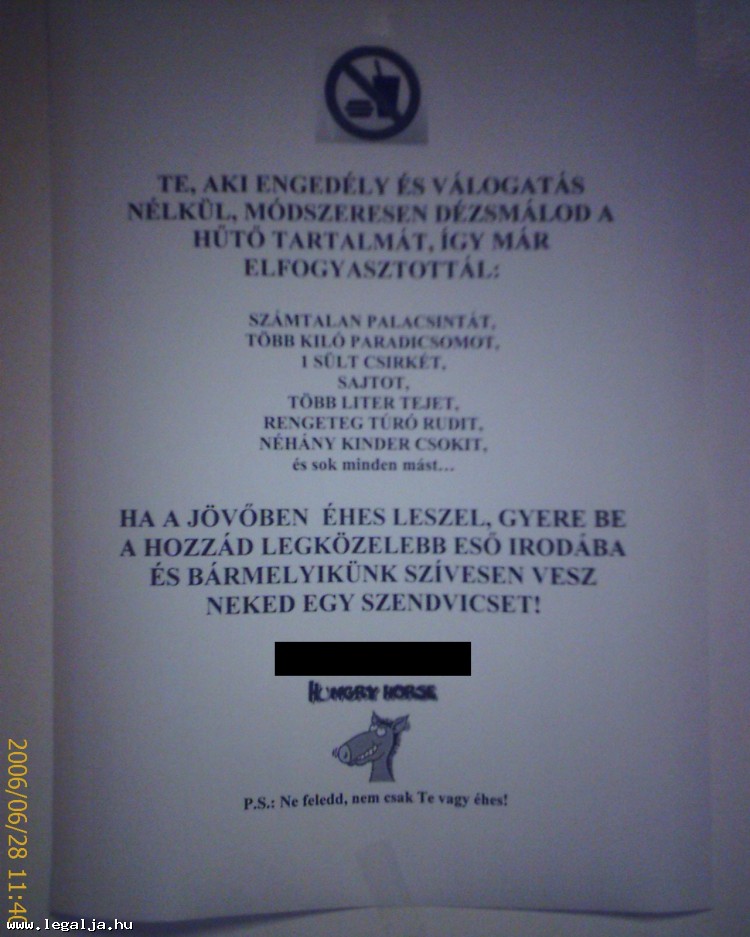 TE, AKI ENGEDÉLY ÉS VÁLOGATÁS
NÉLKÜL, MÓDSZERESEN DÉZSMÁLOD A
HŰTŐ TARTALMÁT, ÍGY MÁR
ELFOGYASZTOTTÁL:
SZÁMTALAN PALACSINTÁT,
TÖBB KILÓ PARADICSOMOT,
1 SÜLT CSIRKÉT,
SAJTOT,
TÖBB LITER TEJET,
RENGETEG TÚRÓ RUDIT,
NÉHÁNY KINDER CSOKIT,
és sok minden mást...
HA A JÖVŐBEN ÉHES LESZEL, GYERE BE
A HOZZÁD LEGKÖZELEBB ESŐ IRODÁBA
ÉS BÁRMELYIKÜNK SZÍVESEN VESZ
NEKED EGY SZENDVICSET!
HUNGRY HORSE
P.S.: Ne feledd, nem csak Te vagy éhes!
2006/06/28 11:40
www.legalja.hu